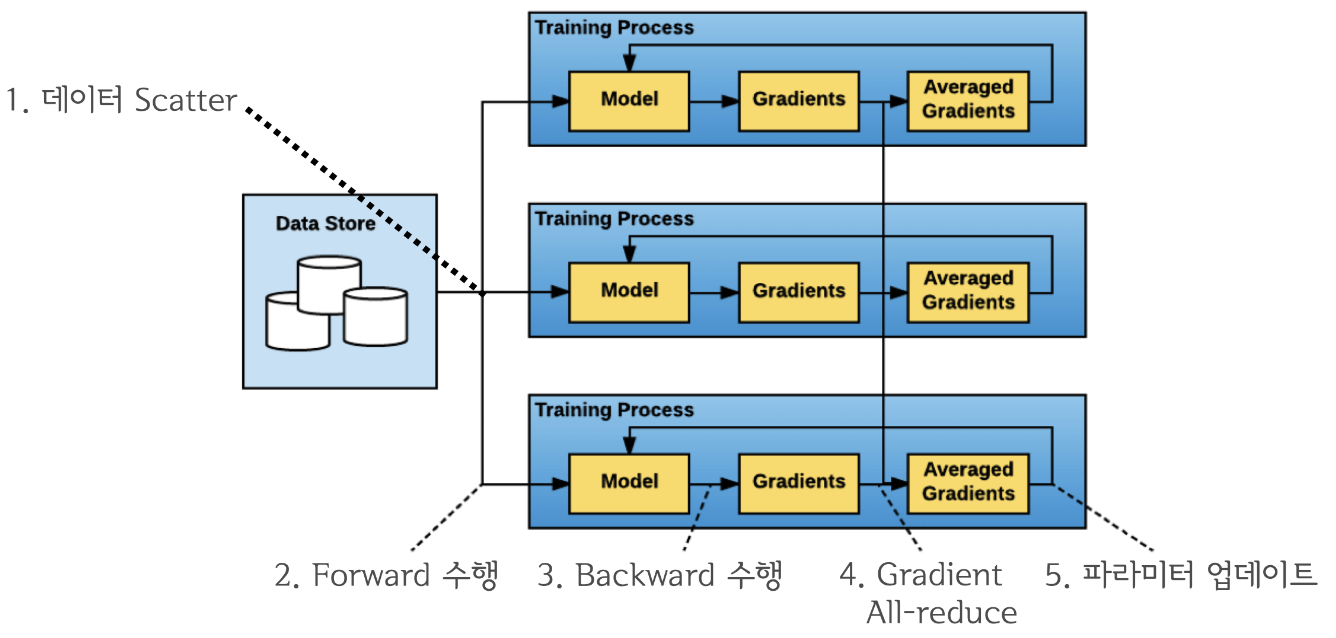 Training Process
Model
Gradients
Averaged
Gradients
1. 데이터 Scatter
Data Store
Training Process
Model
Gradients
Averaged
Gradients
Training Process
Model
Gradients
Averaged
Gradients
2. Forward 수행
3. Backward 수행
4. Gradient
All-reduce
5. 파라미터 업데이트